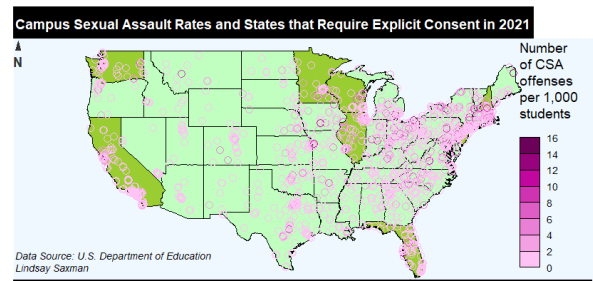 Campus Sexual Assault Rates and States that Require Explicit Consent in 2021
N
Number
of CSA
offenses
per 1,000
students
16
14
12
10
8
6
4
2
0
Data Source: U.S. Department of Education
Lindsay Saxman